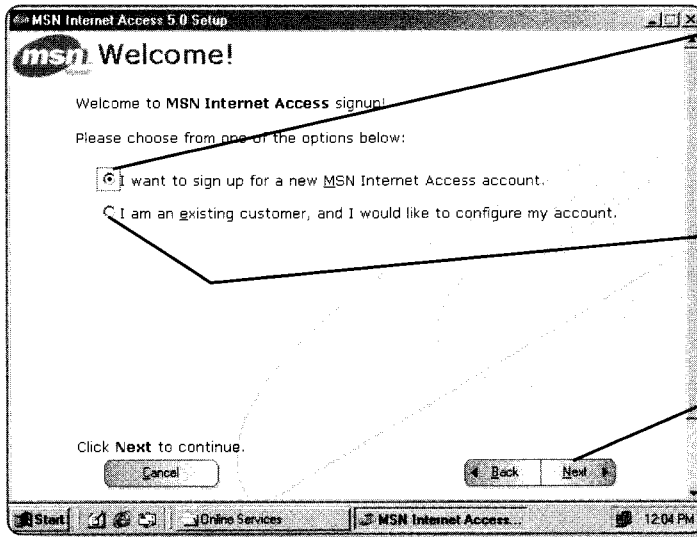 MSN Internet Access 5.0 Setup
msn Welcome!
Welcome to MSN Internet Access signup!
Please choose from one of the options below:
I want to sign up for a new MSN Internet Access account.
I am an existing customer, and I would like to configure my account.
Click Next to continue.
Cancel
Back
Next
Start
Online Services
MSN Internet Access...
12:04 PM